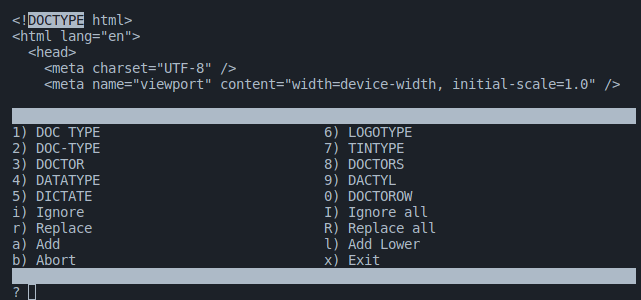 <!DOCTYPE html>
<html lang="en">
  <head>
    <meta charset="UTF-8" />
    <meta name="viewport" content="width=device-width, initial-scale=1.0" />
1) DOC TYPE                            6) LOGOTYPE
2) DOC-TYPE                            7) TINTYPE
3) DOCTOR                              8) DOCTORS
4) DATATYPE                            9) DACTYL
5) DICTATE                             0) DOCTOROW
i) Ignore                              I) Ignore all
r) Replace                             R) Replace all
a) Add                                 l) Add Lower
b) Abort                               x) Exit
?